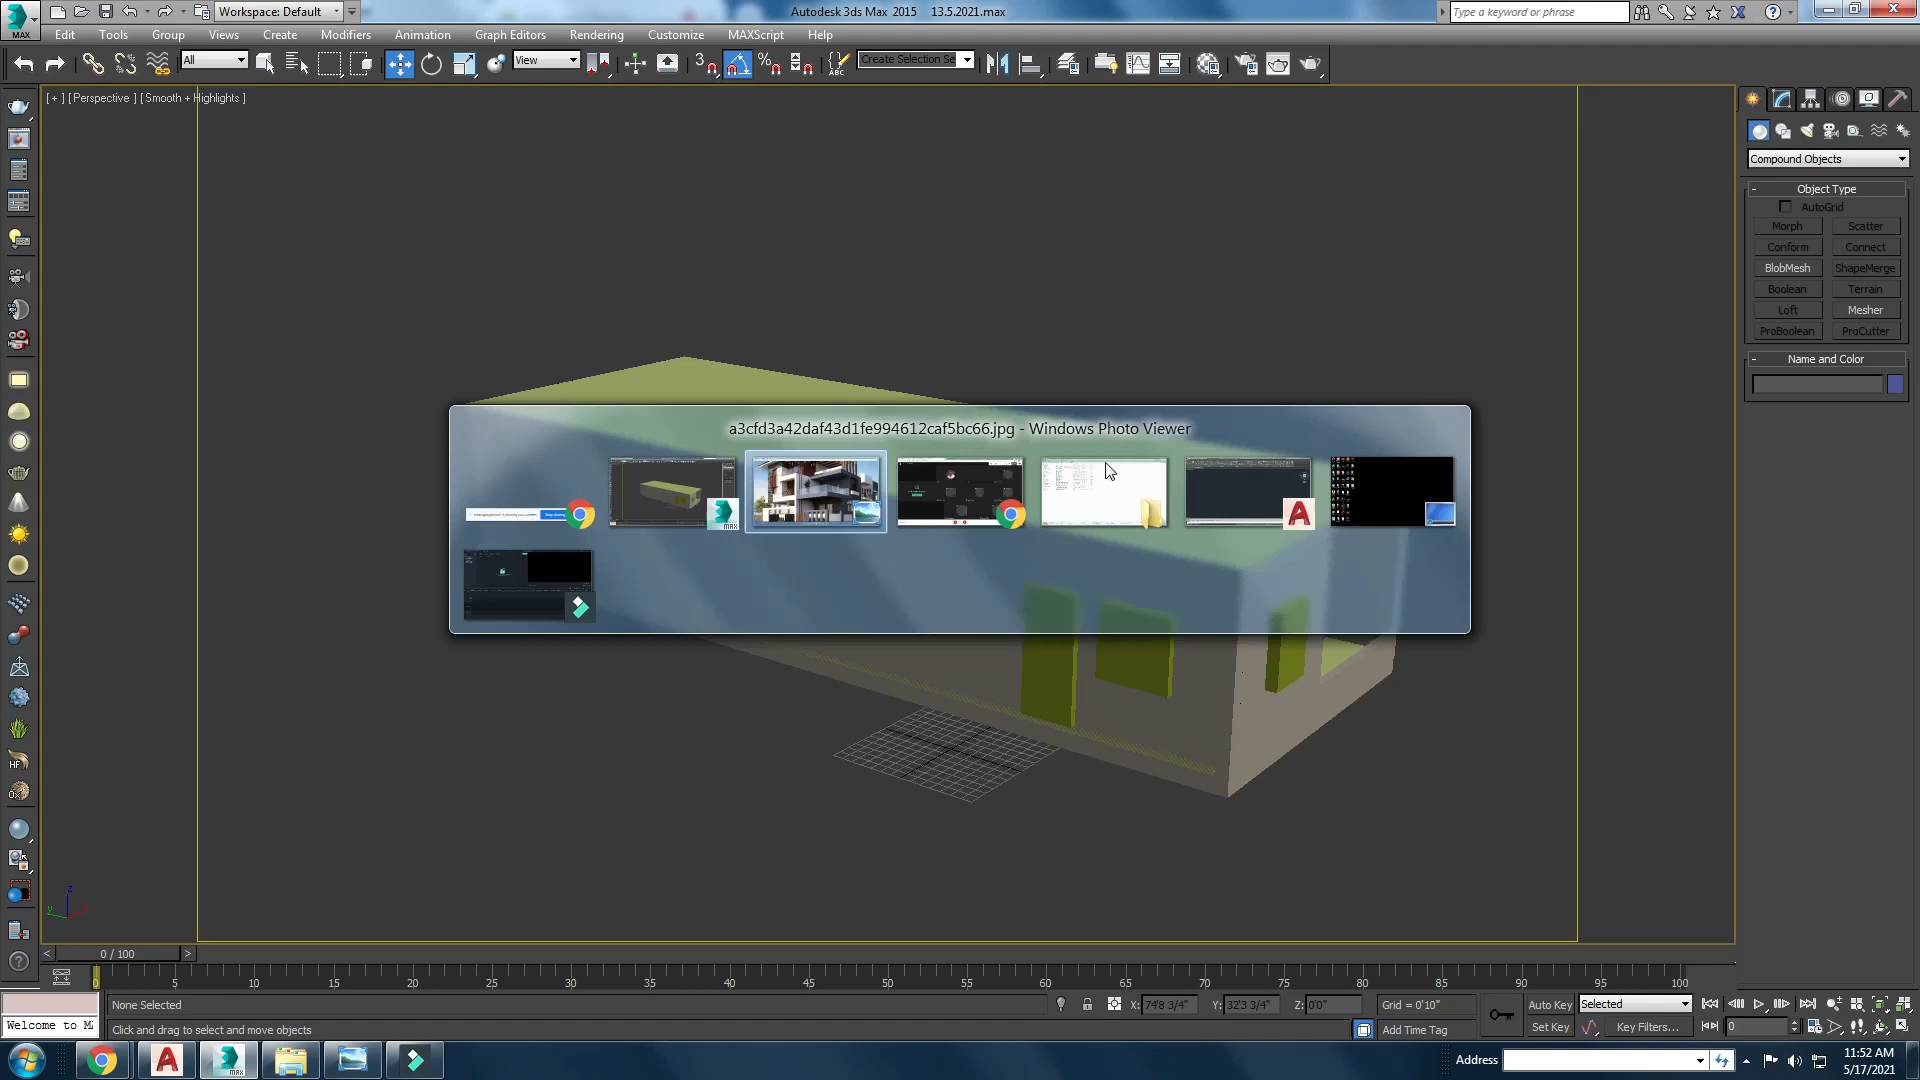 MAX
Workspace: Default
Autodesk 3ds Max 2015 13.5.2021.max
Type a keyword or phrase
Edit Tools Group Views Create Modifiers Animation Graph Editors Rendering Customize MAXScript Help
All
View
3
%
ABC
Create Selection Se
[ + ] [ Perspective ] [ Smooth + Highlights ]
Compound Objects
- Object Type
AutoGrid
Morph Scatter
Conform Connect
BlobMesh ShapeMerge
Boolean Terrain
Loft Mesher
ProBoolean ProCutter
- Name and Color
a3cfd3a42daf43d1fe994612caf5bc66.jpg - Windows Photo Viewer
HF
z
0 / 100
0 5 10 15 20 25 30 35 40 45 50 55 60 65 70 75 80 85 90 95 100
None Selected
X: 74'8 3/4" Y: 32'3 3/4" Z: 0'0" Grid = 0'10"
Auto Key Selected
Welcome to M
Click and drag to select and move objects
Add Time Tag
Set Key Key Filters... 0
Address
11:52 AM
5/17/2021